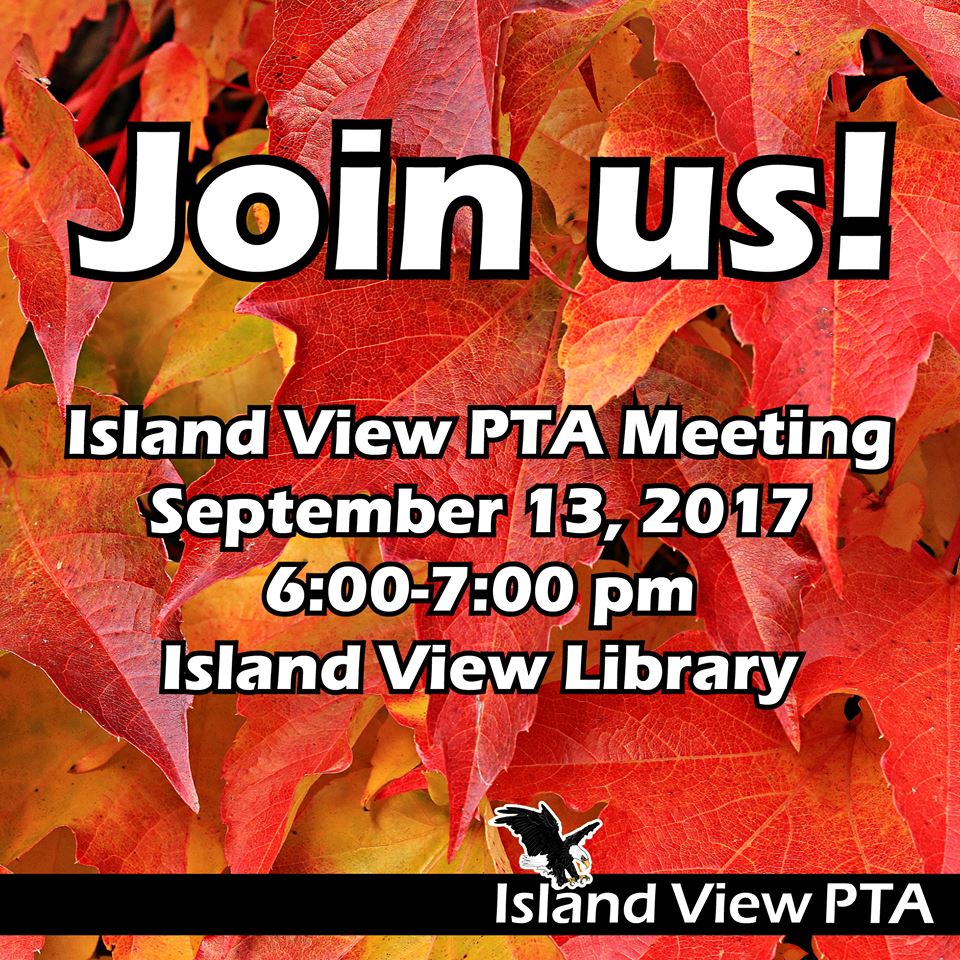 Join us!
Island View PTA Meeting
September 13, 2017
6:00-7:00 pm
Island View Library
Island View PTA